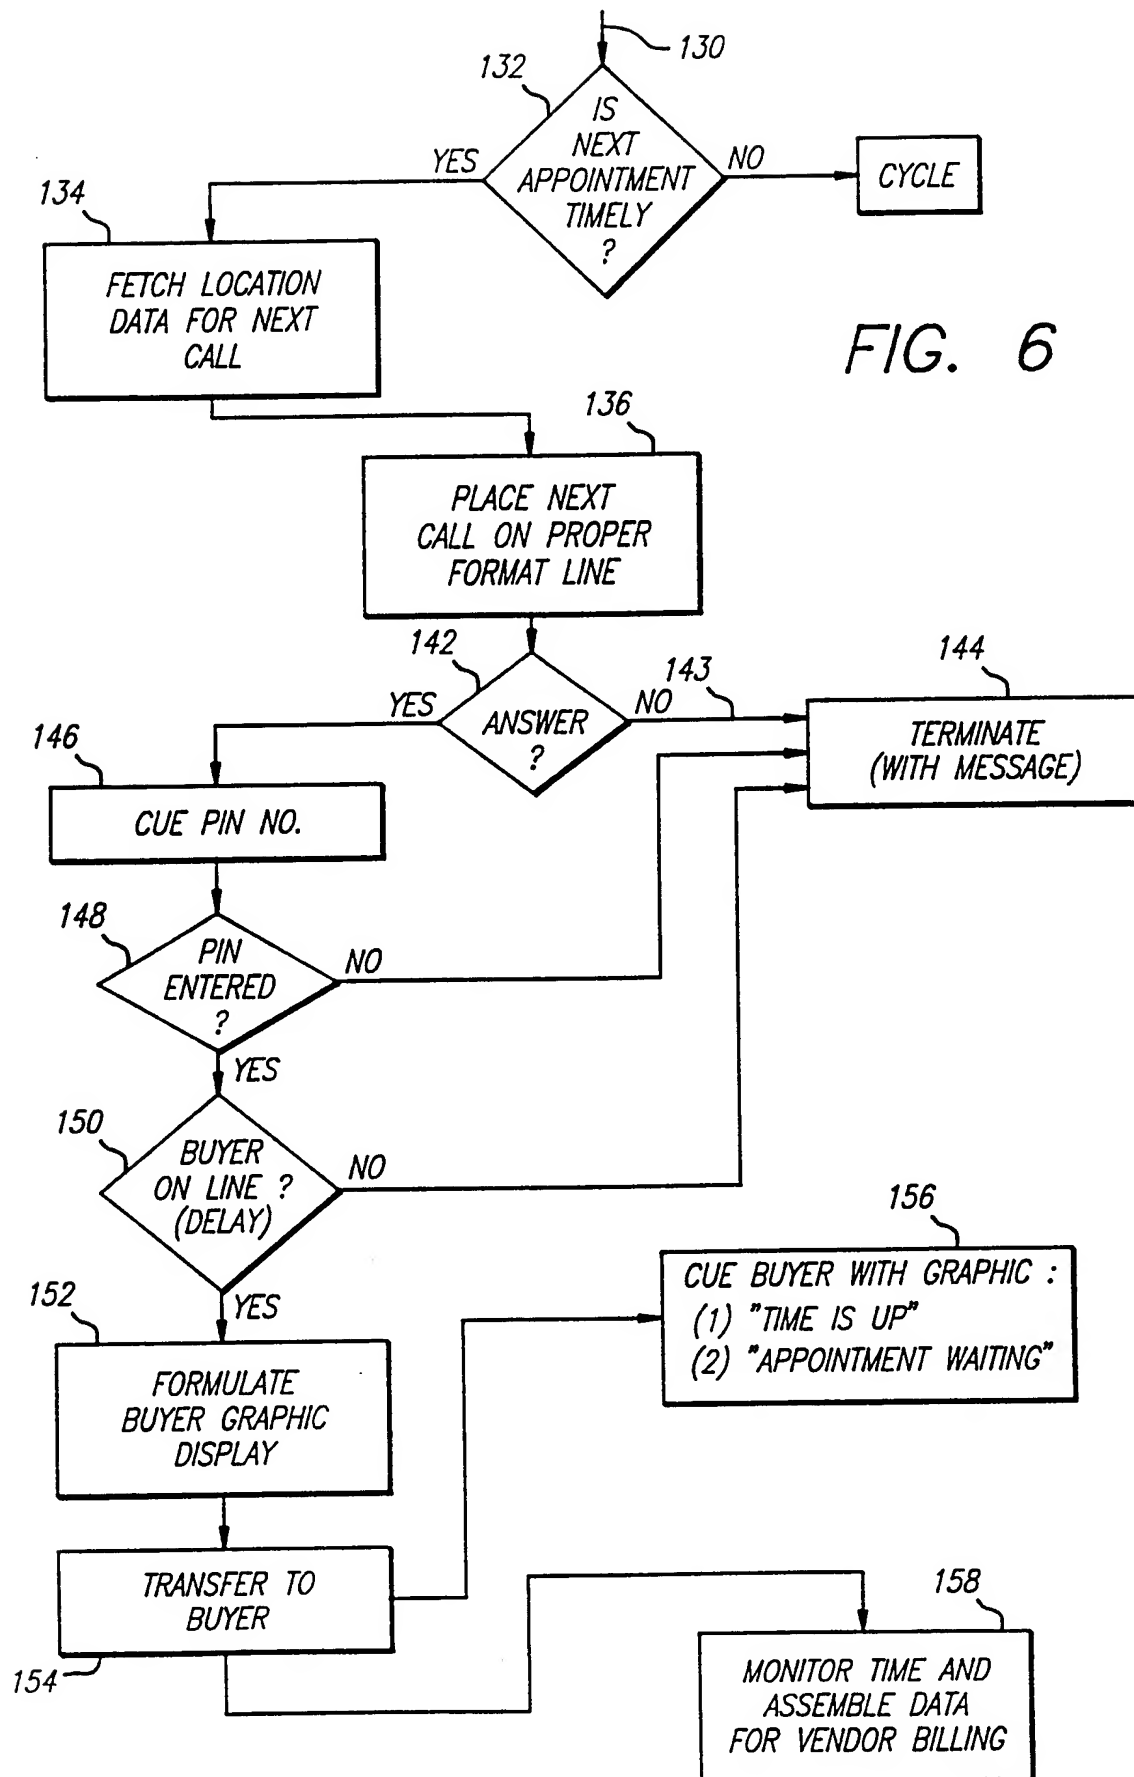 130
132
IS
NEXT
APPOINTMENT
TIMELY
?
YES
NO
CYCLE
134
FETCH LOCATION
DATA FOR NEXT
CALL
FIG. 6
136
PLACE NEXT
CALL ON PROPER
FORMAT LINE
142
YES
ANSWER
?
NO
143
144
TERMINATE
(WITH MESSAGE)
146
CUE PIN NO.
148
PIN
ENTERED
?
NO
YES
150
BUYER
ON LINE ?
(DELAY)
NO
YES
152
FORMULATE
BUYER GRAPHIC
DISPLAY
156
CUE BUYER WITH GRAPHIC :
(1) "TIME IS UP"
(2) "APPOINTMENT WAITING"
TRANSFER TO
BUYER
154
158
MONITOR TIME AND
ASSEMBLE DATA
FOR VENDOR BILLING